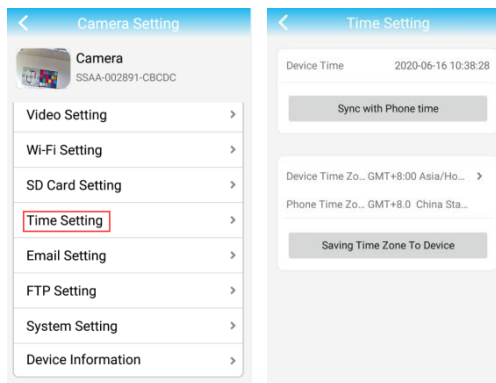 Camera Setting
Camera
SSAA-002891-CBCDC
Video Setting
Wi-Fi Setting
SD Card Setting
Time Setting
Email Setting
FTP Setting
System Setting
Device Information
Time Setting
Device Time 2020-06-16 10:38:28
Sync with Phone time
Device Time Zo... GMT+8:00 Asia/Ho...
Phone Time Zo... GMT+8.0 China Sta...
Saving Time Zone To Device